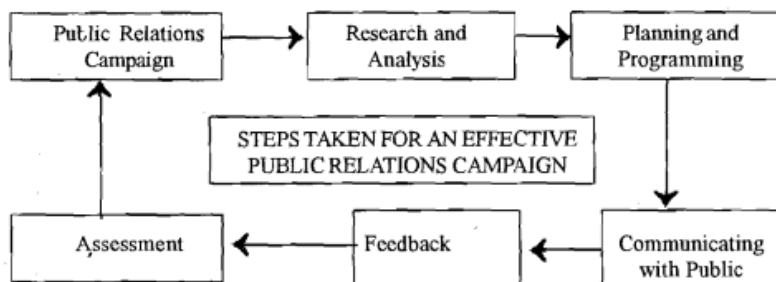 Public Relations
Campaign
Research and
Analysis
Planning and
Programming
STEPS TAKEN FOR AN EFFECTIVE
PUBLIC RELATIONS CAMPAIGN
Assessment
Feedback
Communicating
with Public